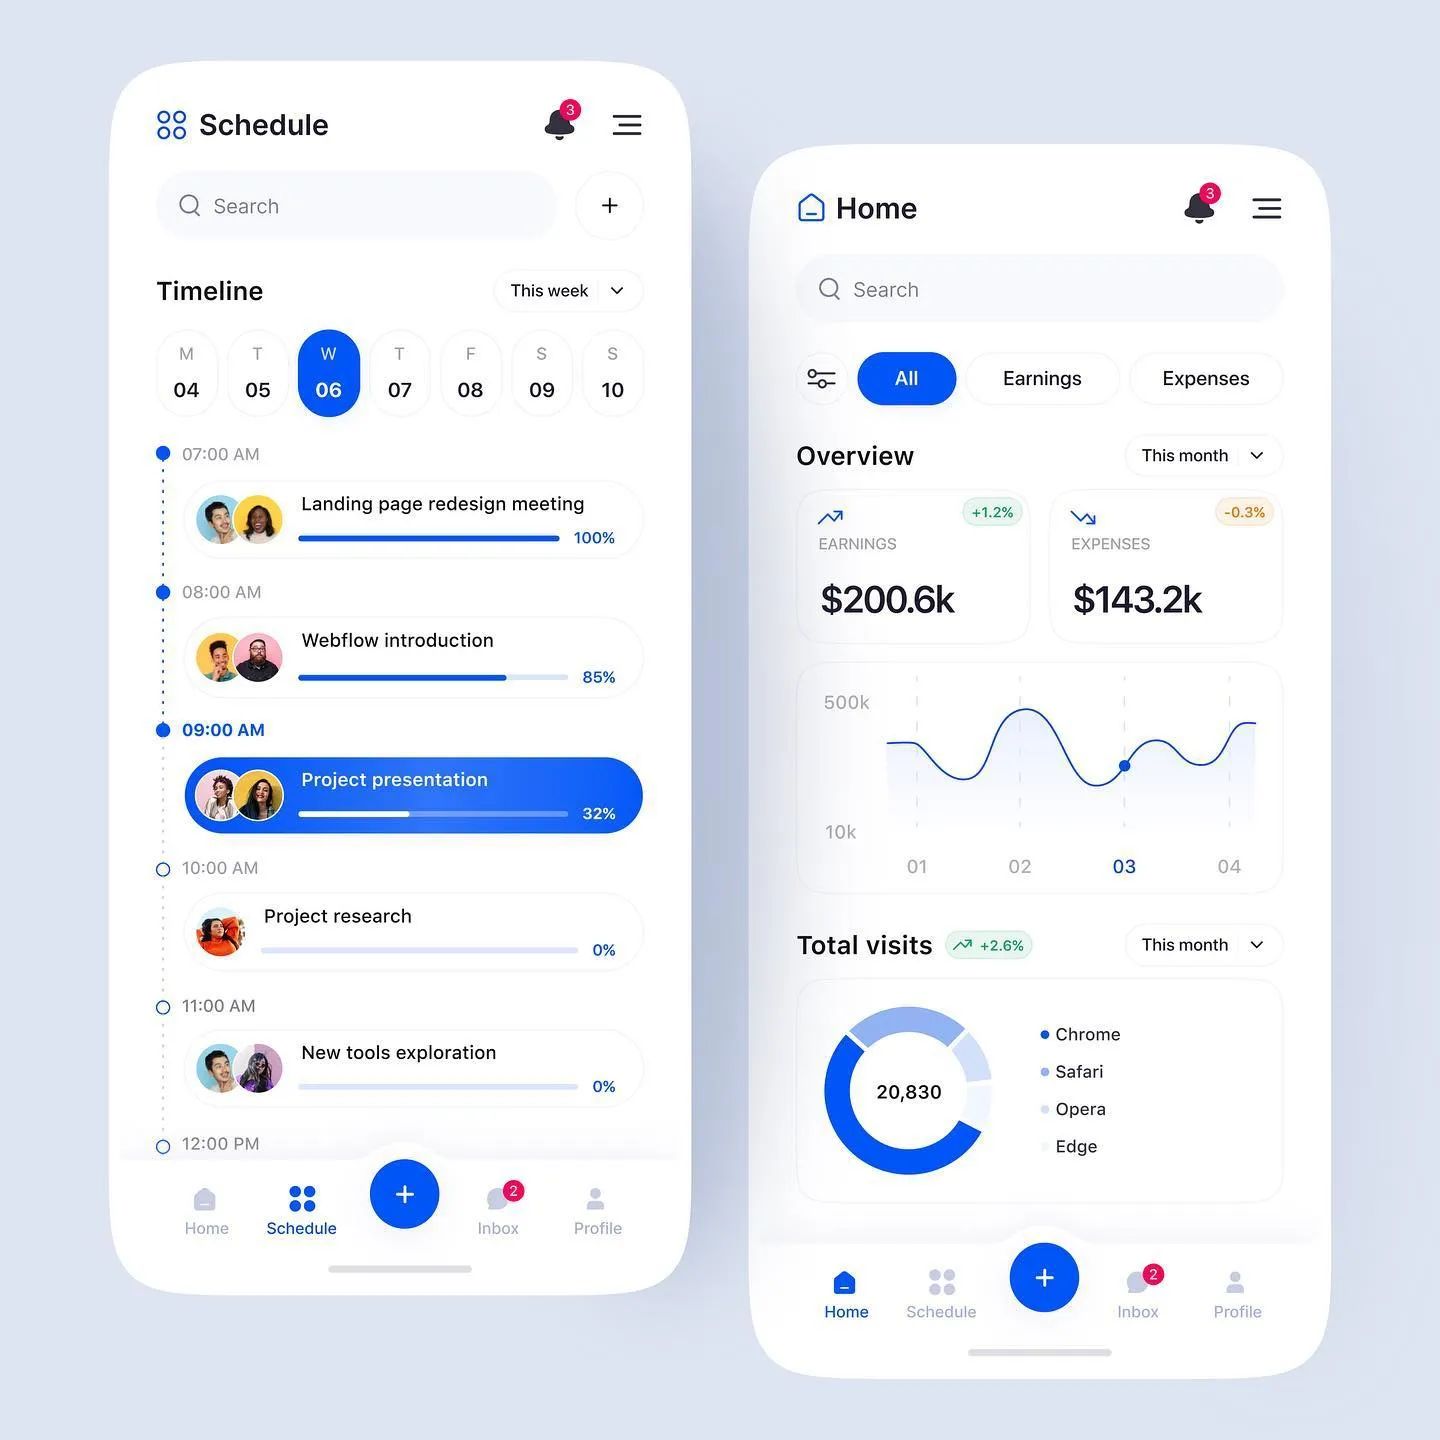 Schedule
3
Search
+
Timeline
This week
M T W T F S S
04 05 06 07 08 09 10
07:00 AM
Landing page redesign meeting
100%
08:00 AM
Webflow introduction
85%
09:00 AM
Project presentation
32%
10:00 AM
Project research
0%
11:00 AM
New tools exploration
0%
12:00 PM
+
2
Home
Schedule
Inbox
Profile
Home
3
Search
All
Earnings
Expenses
Overview
This month
+1.2%
EARNINGS
$200.6k
-0.3%
EXPENSES
$143.2k
500k
10k
01 02 03 04
Total visits
+2.6%
This month
20,830
Chrome
Safari
Opera
Edge
+
2
Home
Schedule
Inbox
Profile